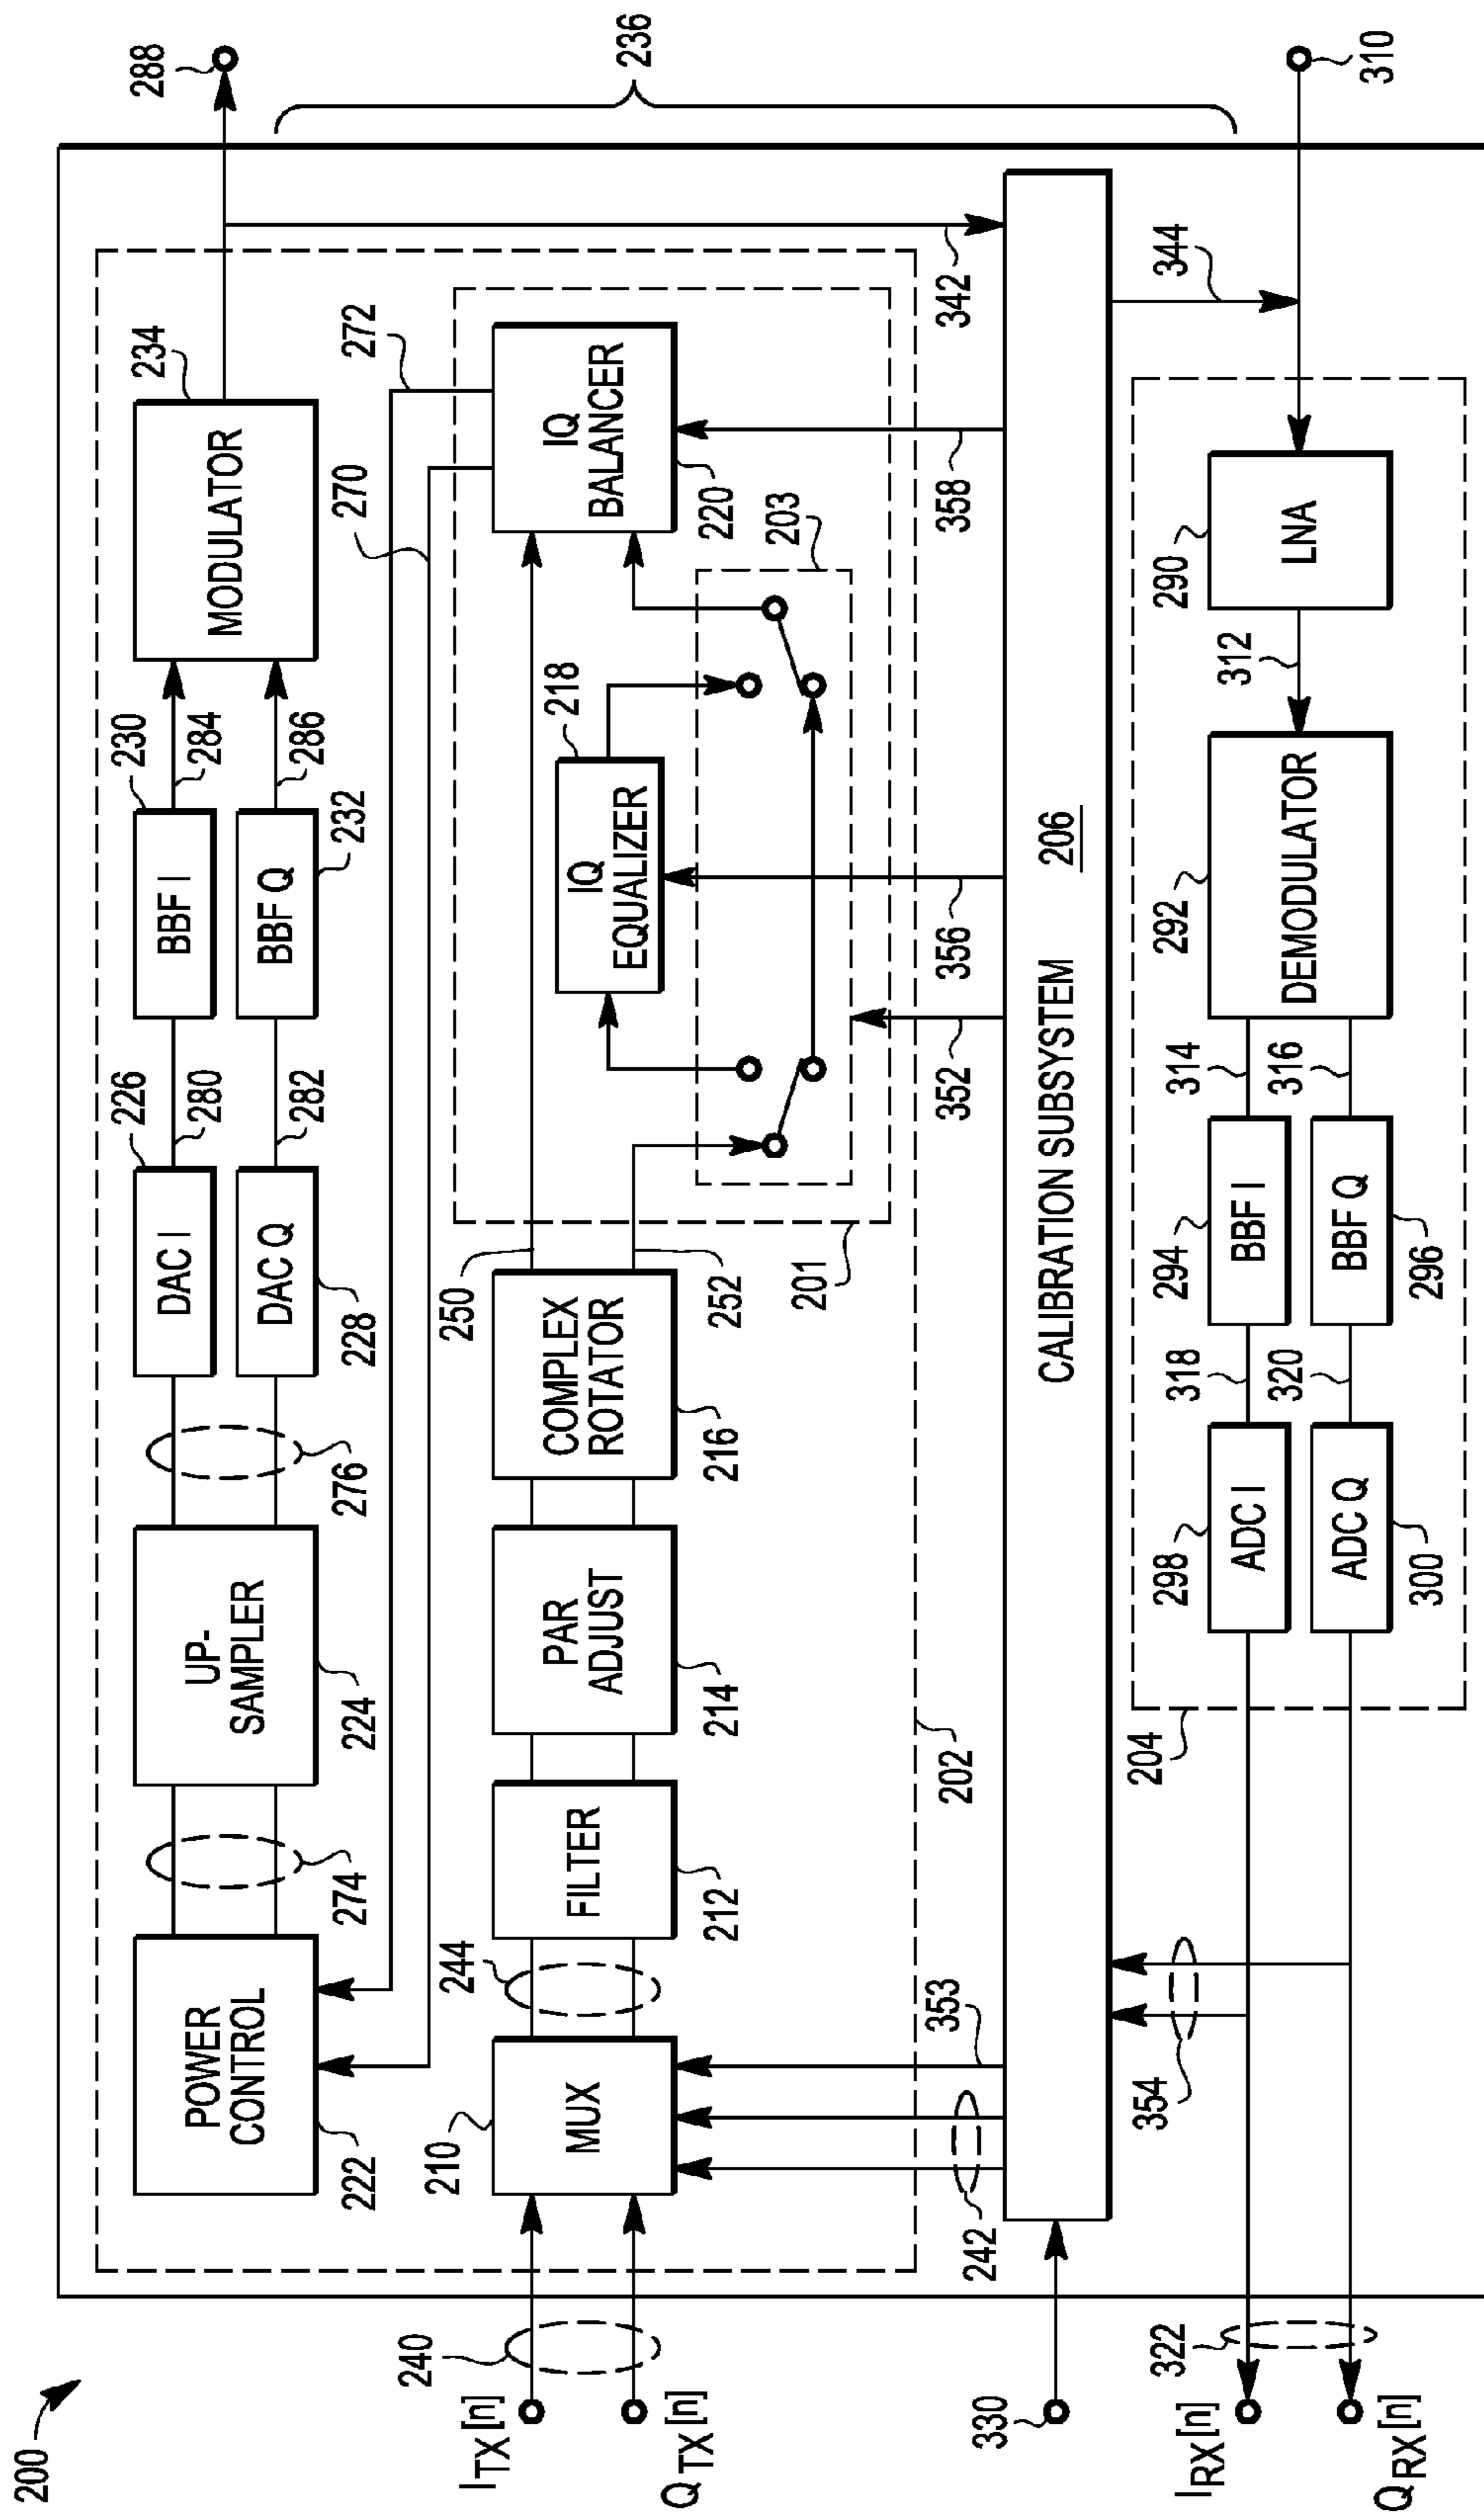 200
288
236
234
MODULATOR
230
284
BBF I
286
BBF Q
232
226
280
DAC I
282
DAC Q
228
276
UP-
SAMPLER
224
274
POWER
CONTROL
222
272
270
IQ
BALANCER
220
203
218
IQ
EQUALIZER
250
252
201
COMPLEX
ROTATOR
216
PAR
ADJUST
214
FILTER
212
244
MUX
210
240
I TX [n]
Q TX [n]
342
358
356
352
202
353
242
CALIBRATION SUBSYSTEM
206
330
344
310
290
LNA
312
292
DEMODULATOR
314
316
294
BBF I
BBF Q
296
318
320
298
ADC I
ADC Q
300
204
354
322
I RX [n]
Q RX [n]